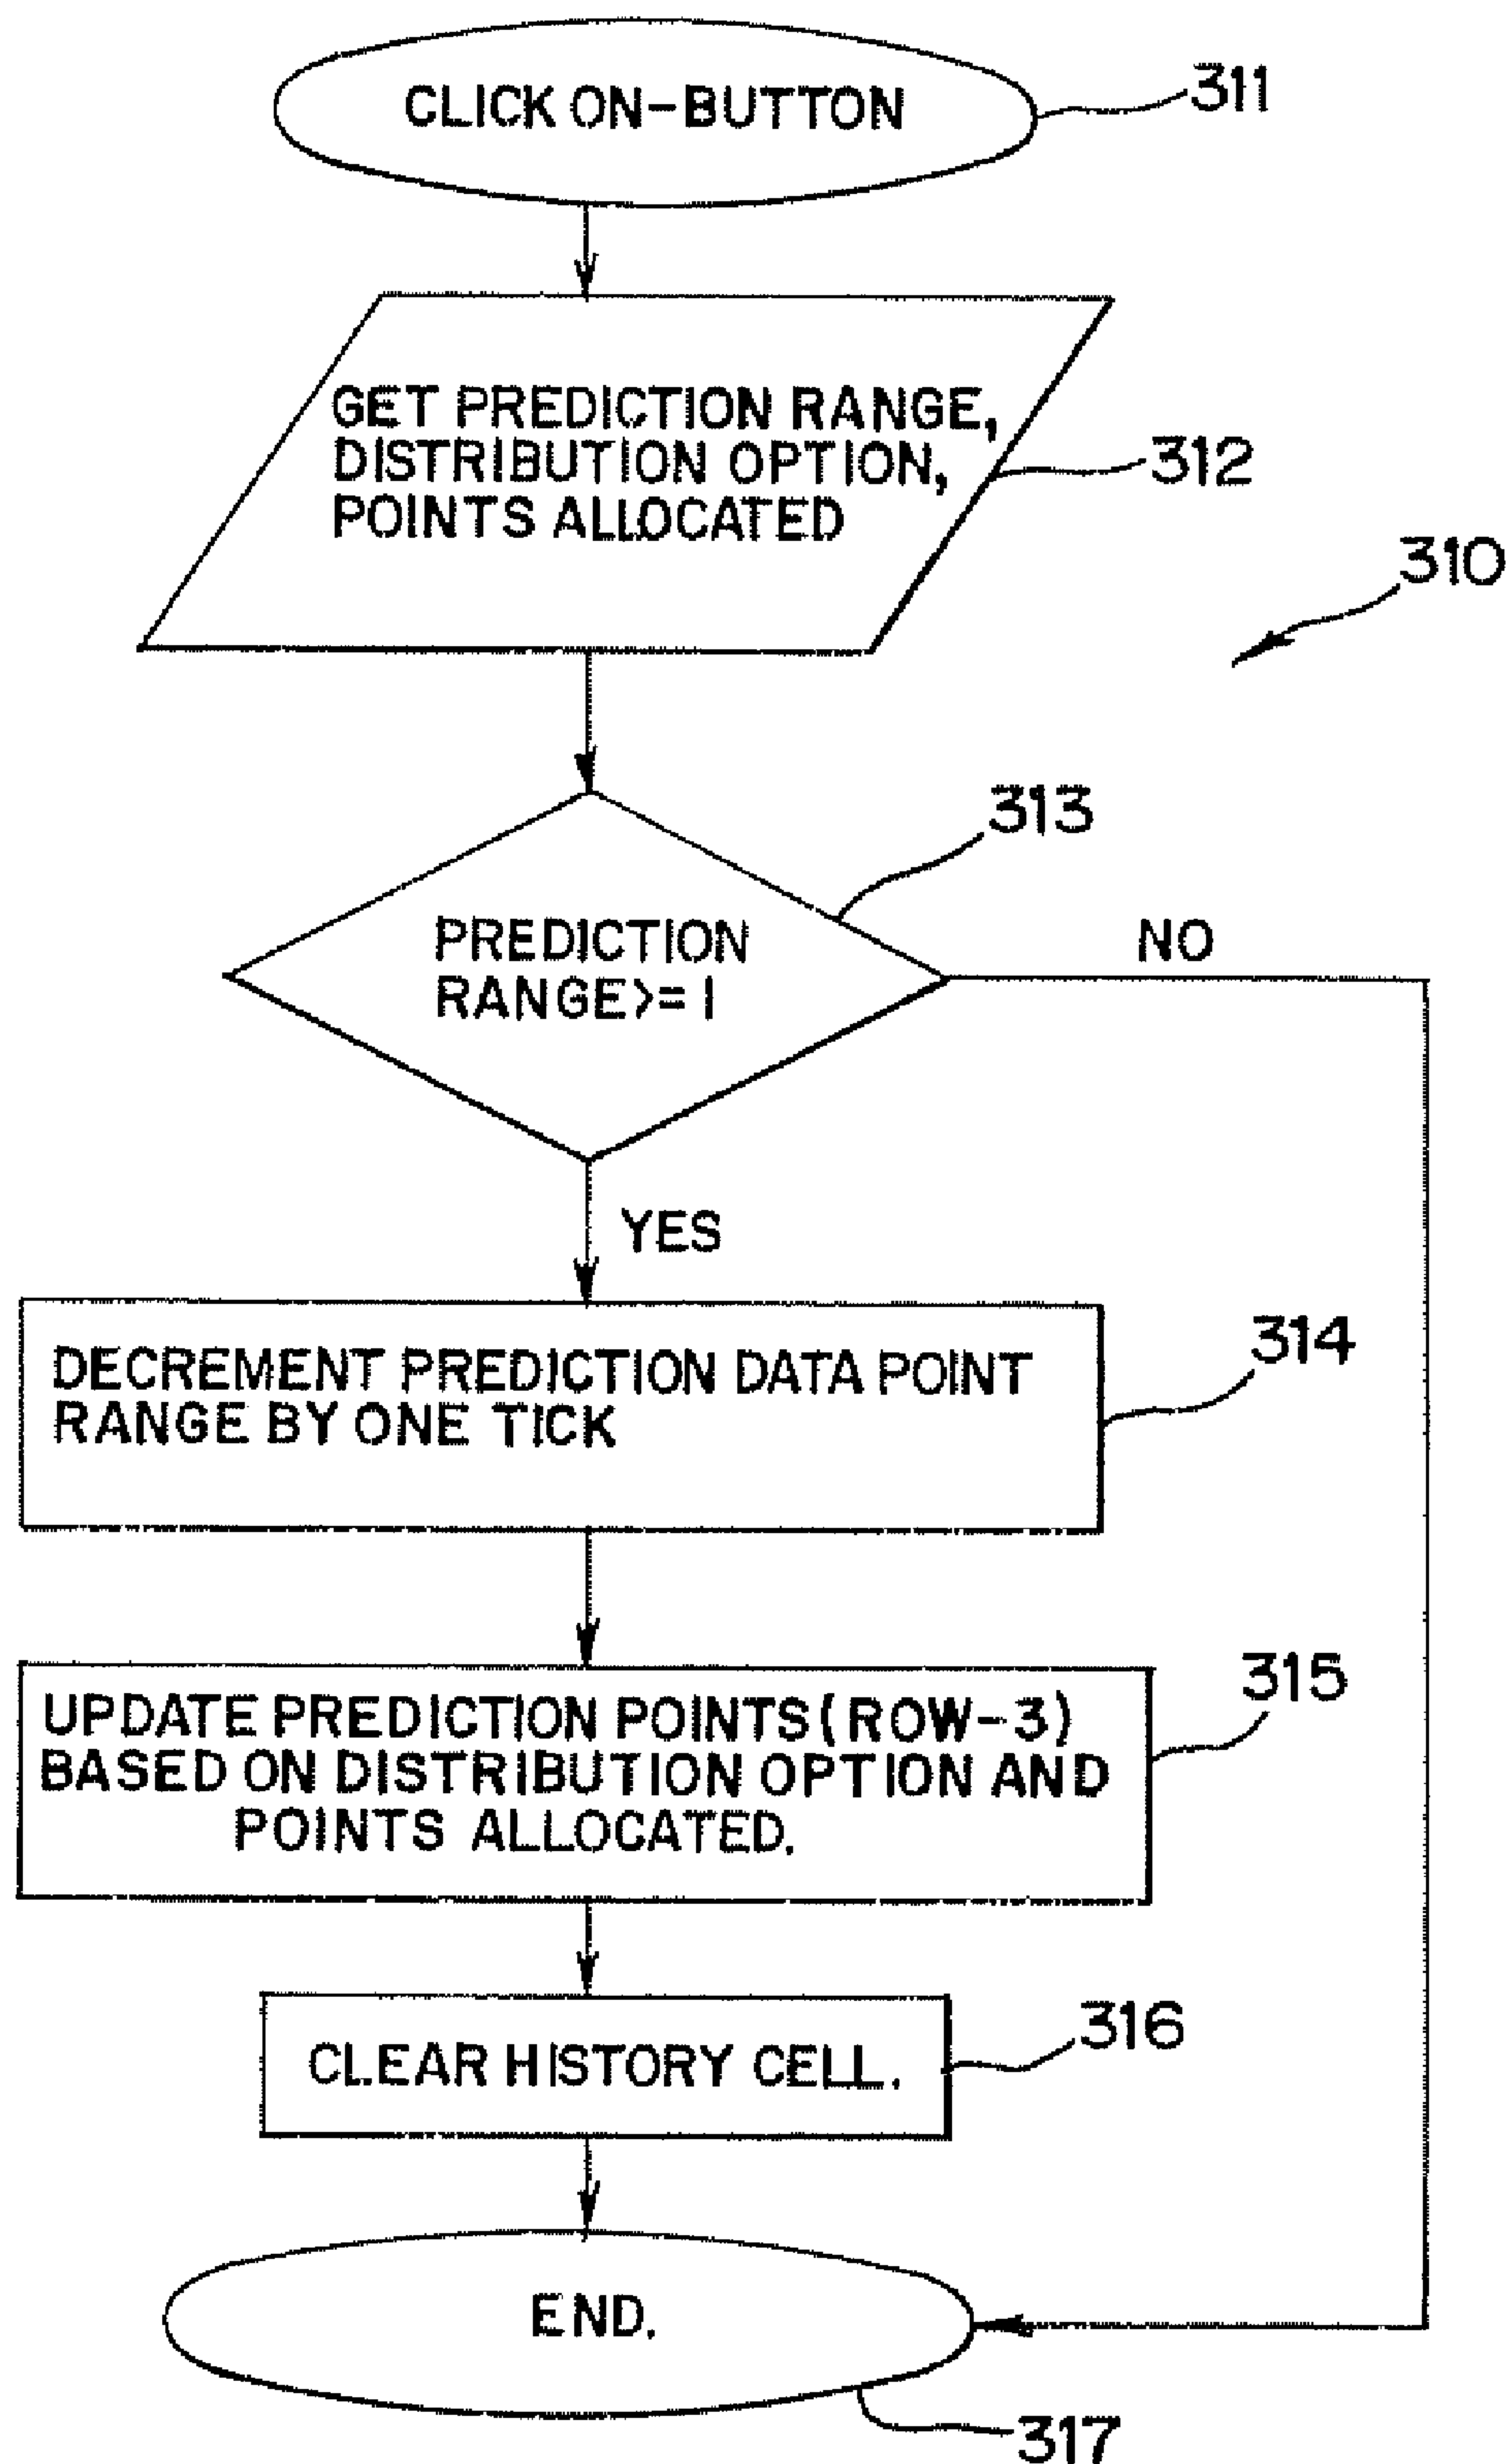 CLICK ON-BUTTON
311
GET PREDICTION RANGE,
DISTRIBUTION OPTION,
POINTS ALLOCATED
312
310
313
PREDICTION
RANGE>= 1
NO
YES
DECREMENT PREDICTION DATA POINT
RANGE BY ONE TICK
314
UPDATE PREDICTION POINTS (ROW-3)
BASED ON DISTRIBUTION OPTION AND
POINTS ALLOCATED.
315
CLEAR HISTORY CELL.
316
END.
317